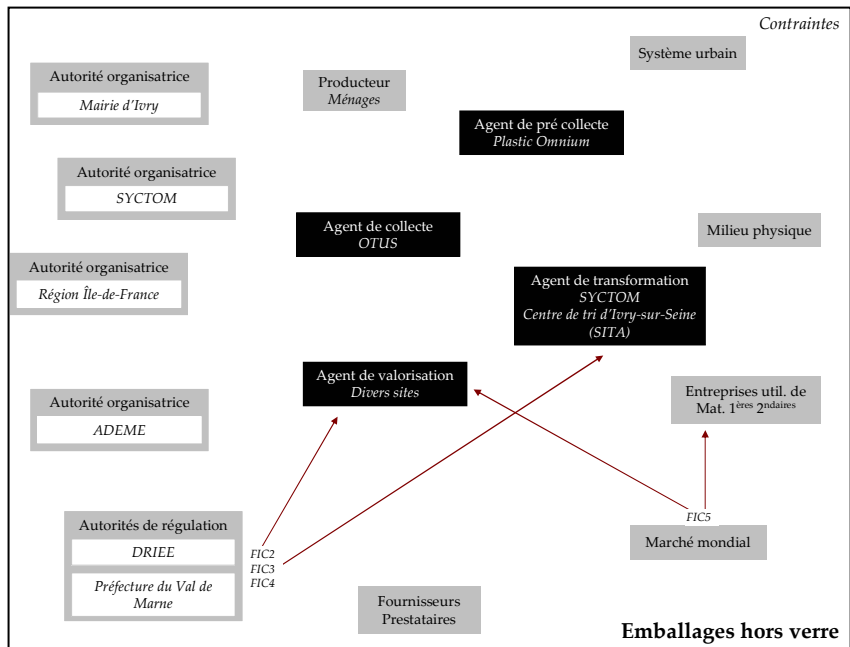 Contraintes
Système urbain
Autorité organisatrice
Mairie d'Ivry
Producteur
Ménages
Agent de pré collecte
Plastic Omnium
Autorité organisatrice
SYCTOM
Agent de collecte
OTUS
Milieu physique
Autorité organisatrice
Région Île-de-France
Agent de transformation
SYCTOM
Centre de tri d'Ivry-sur-Seine
(SITA)
Agent de valorisation
Divers sites
Entreprises util. de
Mat. 1ères 2ndaires
Autorité organisatrice
ADEME
Autorités de régulation
DRIEE
Préfecture du Val de
Marne
FIC2
FIC3
FIC4
FIC5
Marché mondial
Fournisseurs
Prestataires
Emballages hors verre